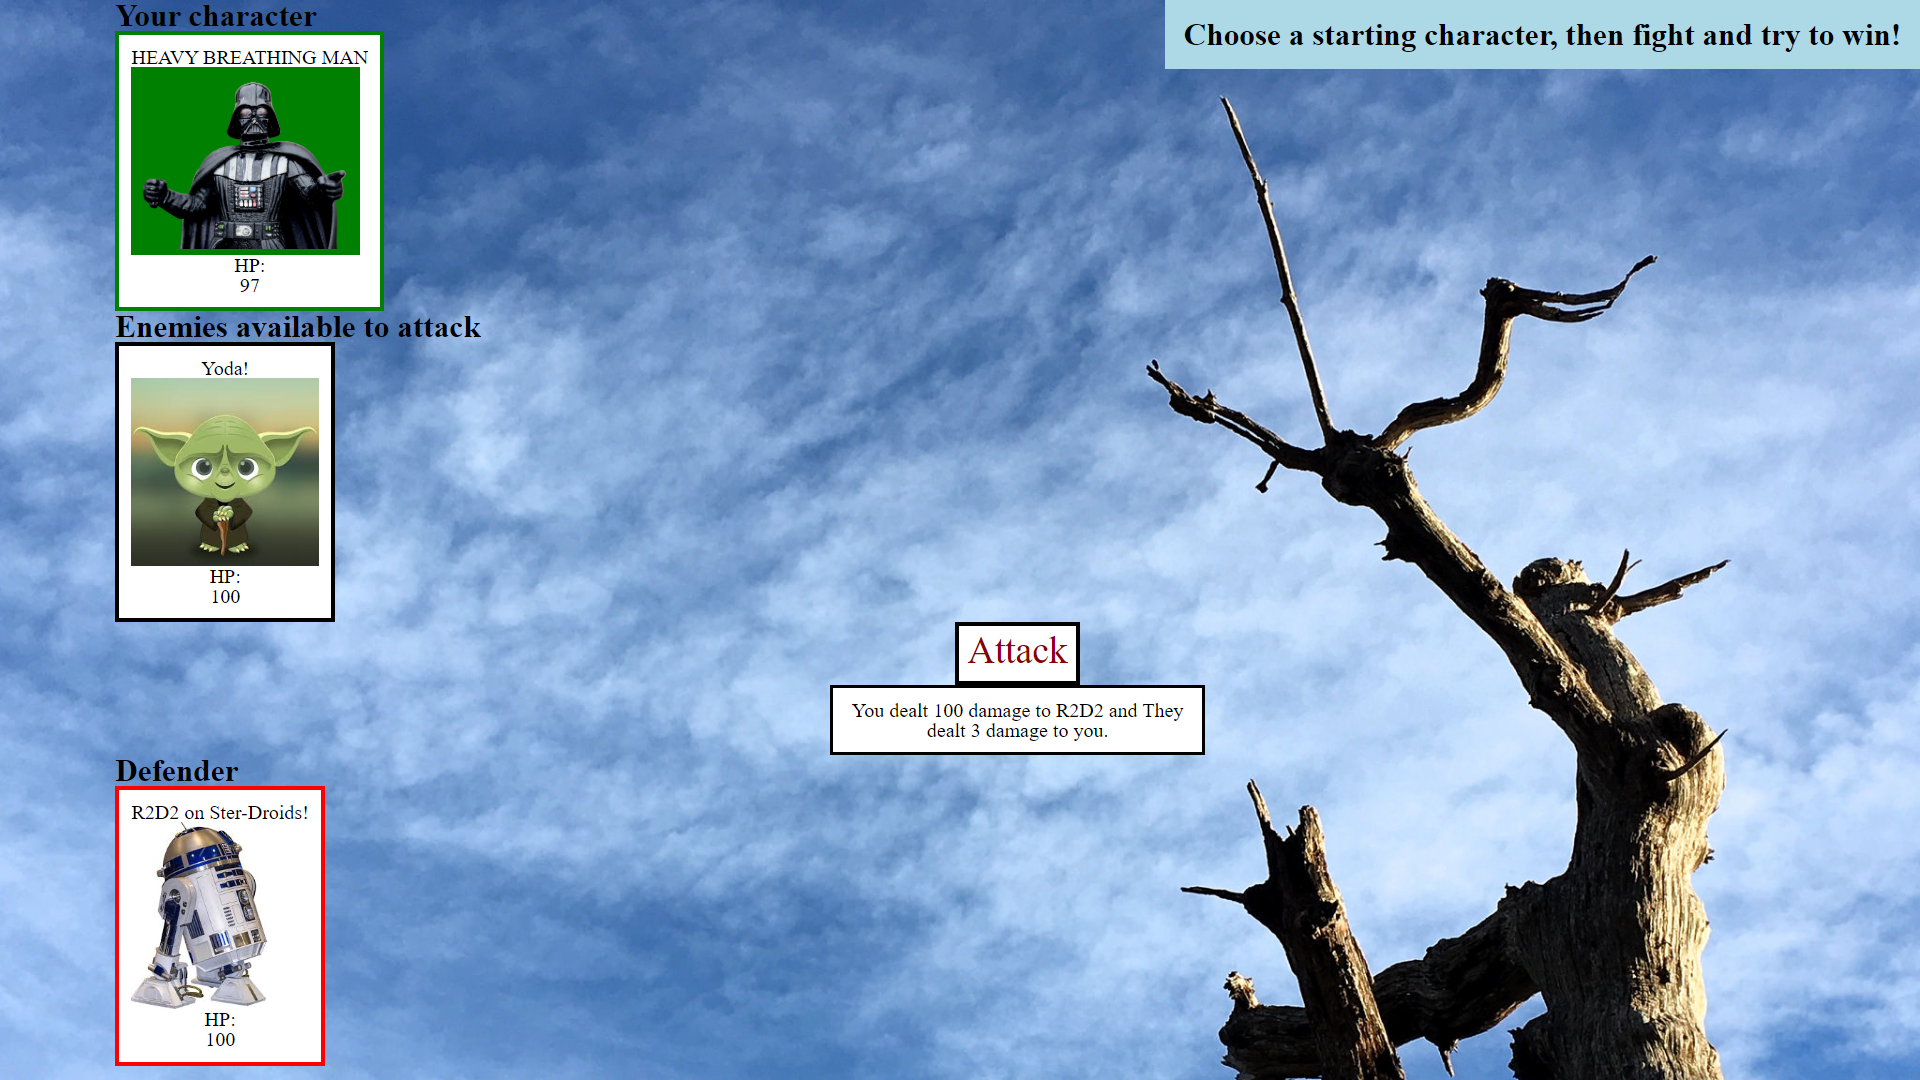 Your character
HEAVY BREATHING MAN
HP:
97
Choose a starting character, then fight and try to win!
Enemies available to attack
Yoda!
HP:
100
Attack
You dealt 100 damage to R2D2 and They
dealt 3 damage to you.
Defender
R2D2 on Ster-Droids!
HP:
100